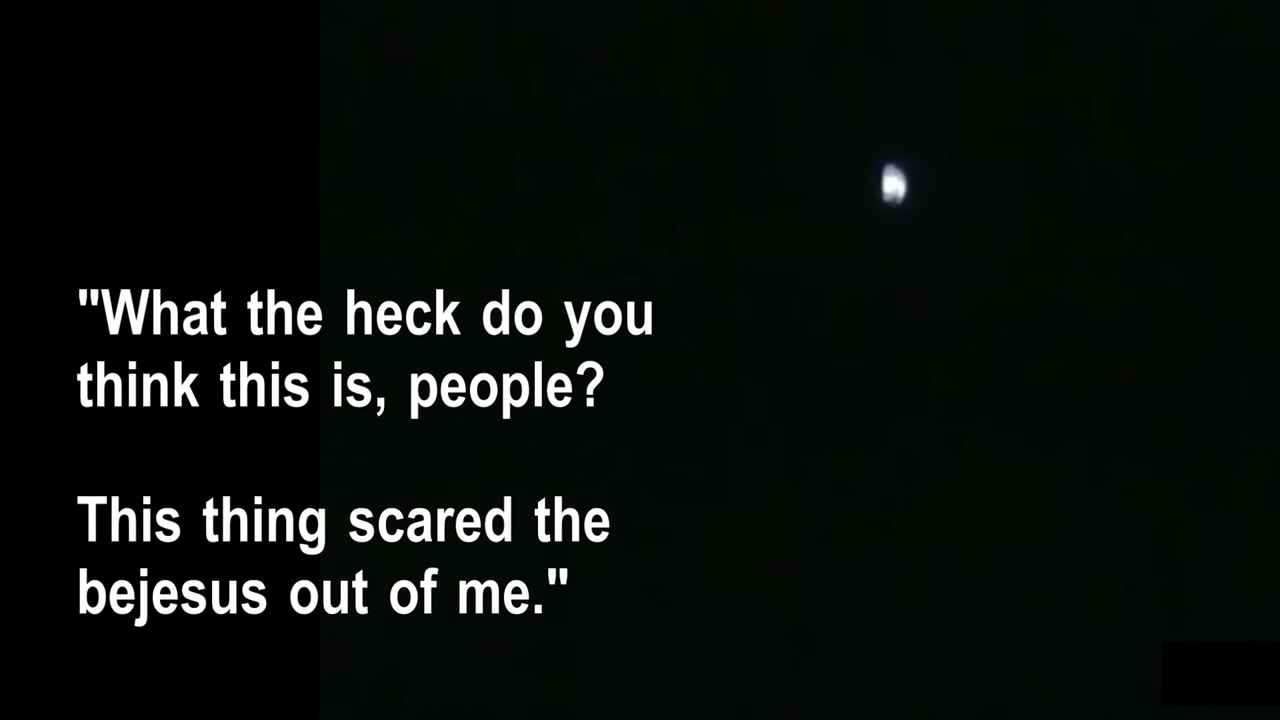 "What the heck do you
think this is, people?
This thing scared the
bejesus out of me."